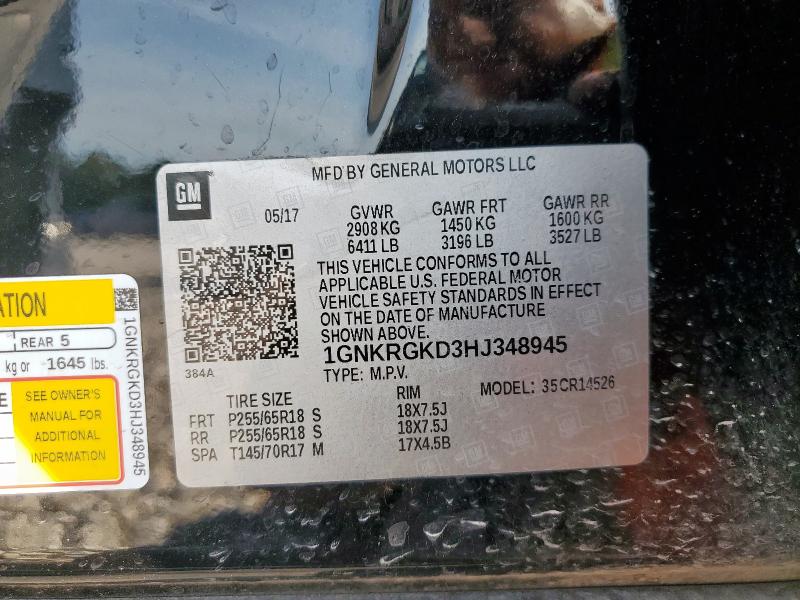 MFD BY GENERAL MOTORS LLC
GM
05/17
GVWR GAWR FRT GAWR RR
2908 KG 1450 KG 1600 KG
6411 LB 3196 LB 3527 LB
THIS VEHICLE CONFORMS TO ALL
APPLICABLE U.S. FEDERAL MOTOR
VEHICLE SAFETY STANDARDS IN EFFECT
ON THE DATE OF MANUFACTURE
SHOWN ABOVE.
1GNKRGKD3HJ348945
384A
TYPE: M.P.V.
MODEL: 35CR14526
TIRE SIZE RIM
FRT P255/65R18 S 18X7.5J
RR P255/65R18 S 18X7.5J
SPA T145/70R17 M 17X4.5B
REAR 5
kg or 1645 lbs.
SEE OWNER'S
MANUAL FOR
ADDITIONAL
INFORMATION
1GNKRGKD3HJ348945